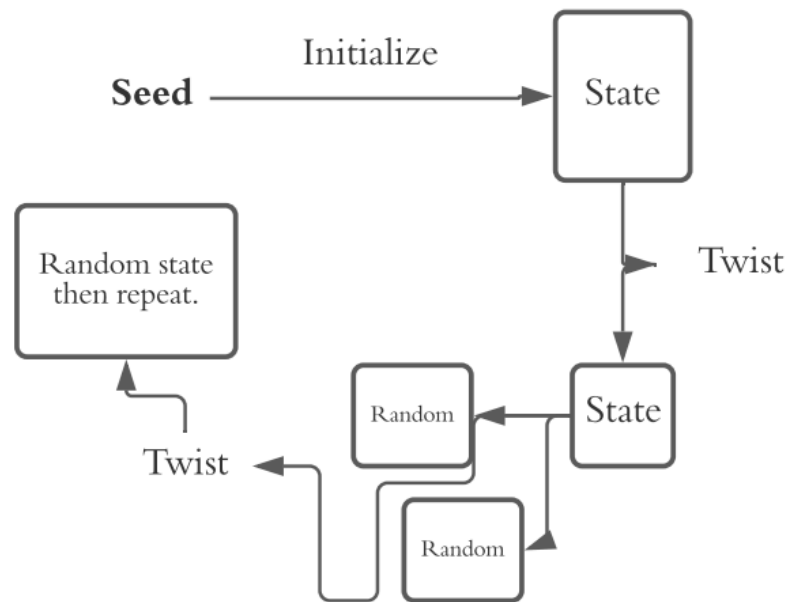 Initialize
Seed
State
Twist
Random state
then repeat.
Random
State
Twist
Random